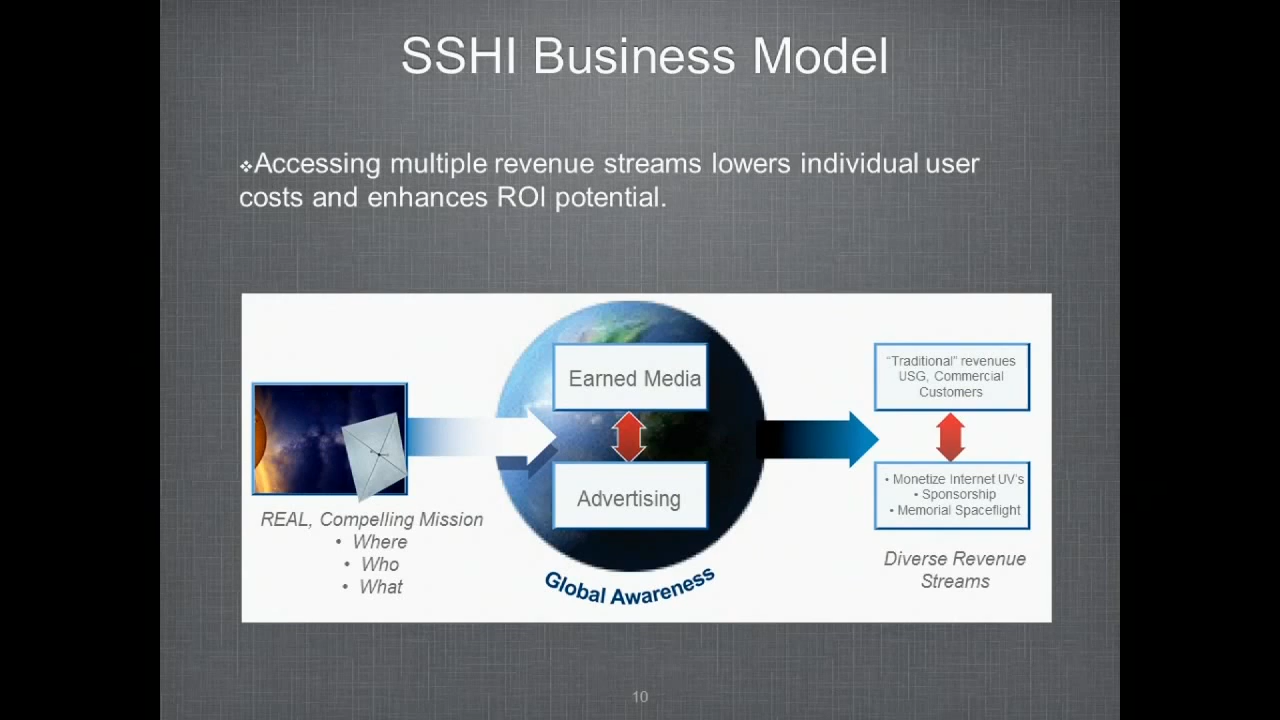 SSHI Business Model
❖Accessing multiple revenue streams lowers individual user
costs and enhances ROI potential.
REAL, Compelling Mission
• Where
• Who
• What
Earned Media
Advertising
Global Awareness
“Traditional” revenues
USG, Commercial
Customers
• Monetize Internet UV's
• Sponsorship
• Memorial Spaceflight
Diverse Revenue
Streams
10